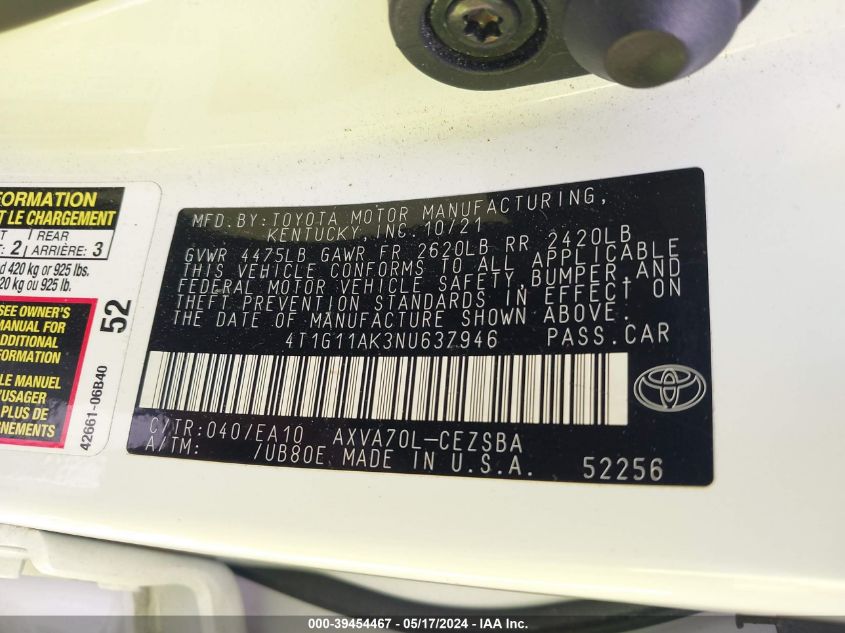 FORMATION
T LE CHARGEMENT
2 REAR ARRIÈRE: 3
d 420 kg or 925 lbs.
20 kg ou 925 lb.
SEE OWNER'S
MANUAL FOR
ADDITIONAL
FORMATION
LE MANUEL
'USAGER
PLUS DE
GNEMENTS
52
42661-06B40
MFD. BY: TOYOTA MOTOR MANUFACTURING,
KENTUCKY, INC. 10/21
GVWR 4475LB GAWR FR 2620LB RR 2420LB
THIS VEHICLE CONFORMS TO ALL APPLICABLE
FEDERAL MOTOR VEHICLE SAFETY, BUMPER, AND
THEFT PREVENTION STANDARDS IN EFFECT ON
THE DATE OF MANUFACTURE SHOWN ABOVE.
4T1G11AK3NU637946 PASS.CAR
C/TR: 040/EA10 AXVA70L-CEZSBA
A/TM: /UB80E MADE IN U.S.A. 52256
000-39454467 - 05/17/2024 - IAA Inc.